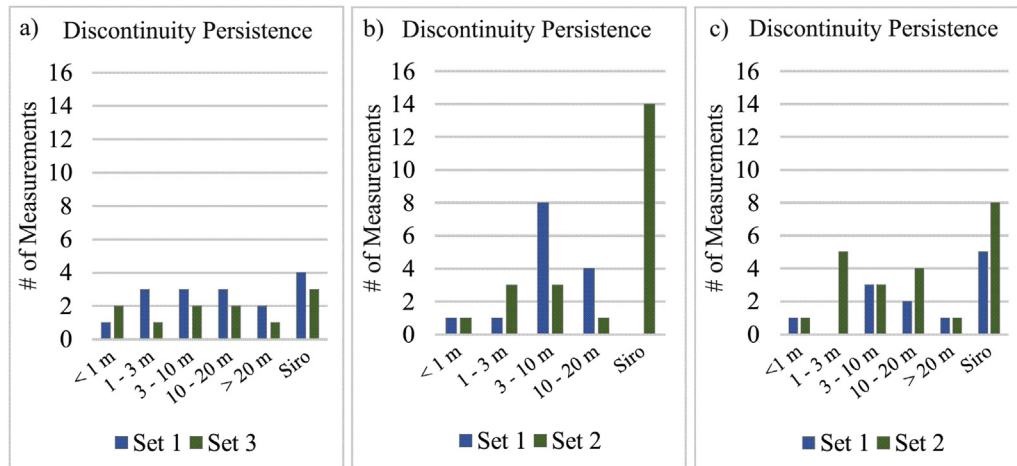 a) Discontinuity Persistence
# of Measurements
16
14
12
10
8
6
4
2
0
< 1 m
1 - 3 m
3 - 10 m
10 - 20 m
> 20 m
Siro
Set 1 Set 3
b) Discontinuity Persistence
# of Measurements
16
14
12
10
8
6
4
2
0
< 1 m
1 - 3 m
3 - 10 m
10 - 20 m
Siro
Set 1 Set 2
c) Discontinuity Persistence
# of Measurements
16
14
12
10
8
6
4
2
0
<1 m
1 - 3 m
3 - 10 m
10 - 20 m
> 20 m
Siro
Set 1 Set 2